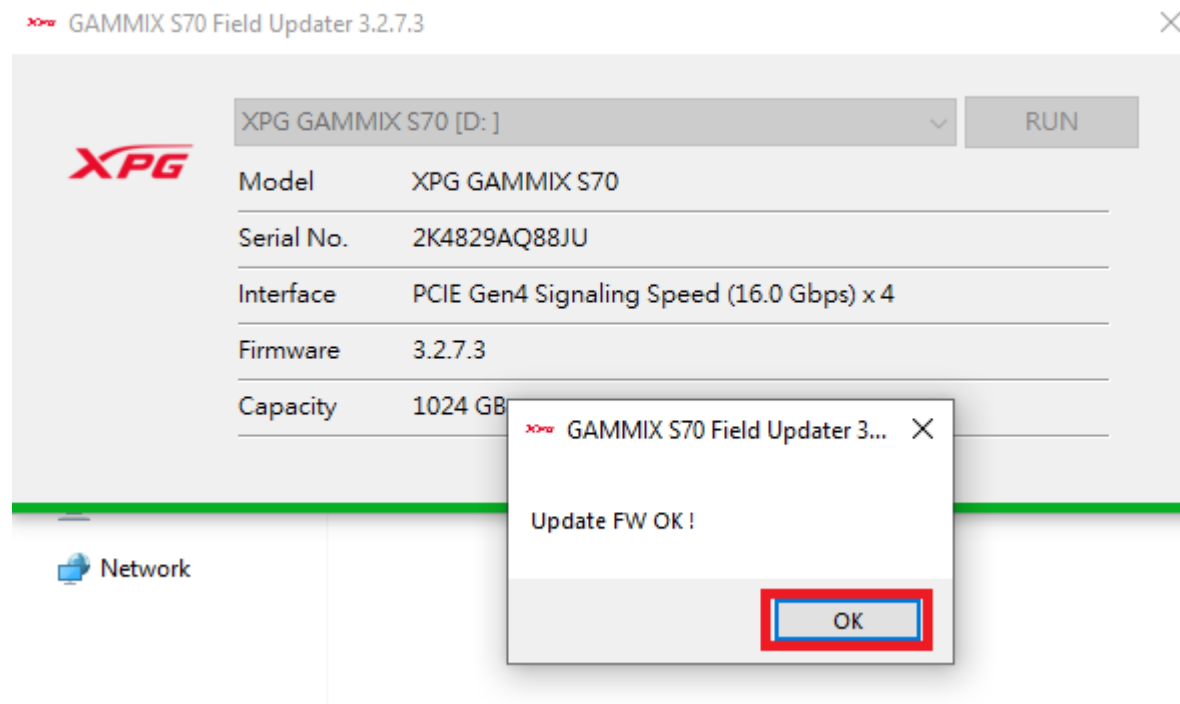 XPG GAMMIX S70 Field Updater 3.2.7.3
XPG GAMMIX S70 [D: ]
RUN
XPG
Model XPG GAMMIX S70
Serial No. 2K4829AQ88JU
Interface PCIE Gen4 Signaling Speed (16.0 Gbps) x 4
Firmware 3.2.7.3
Capacity 1024 GB
XPG GAMMIX S70 Field Updater 3...
Update FW OK !
Network
OK